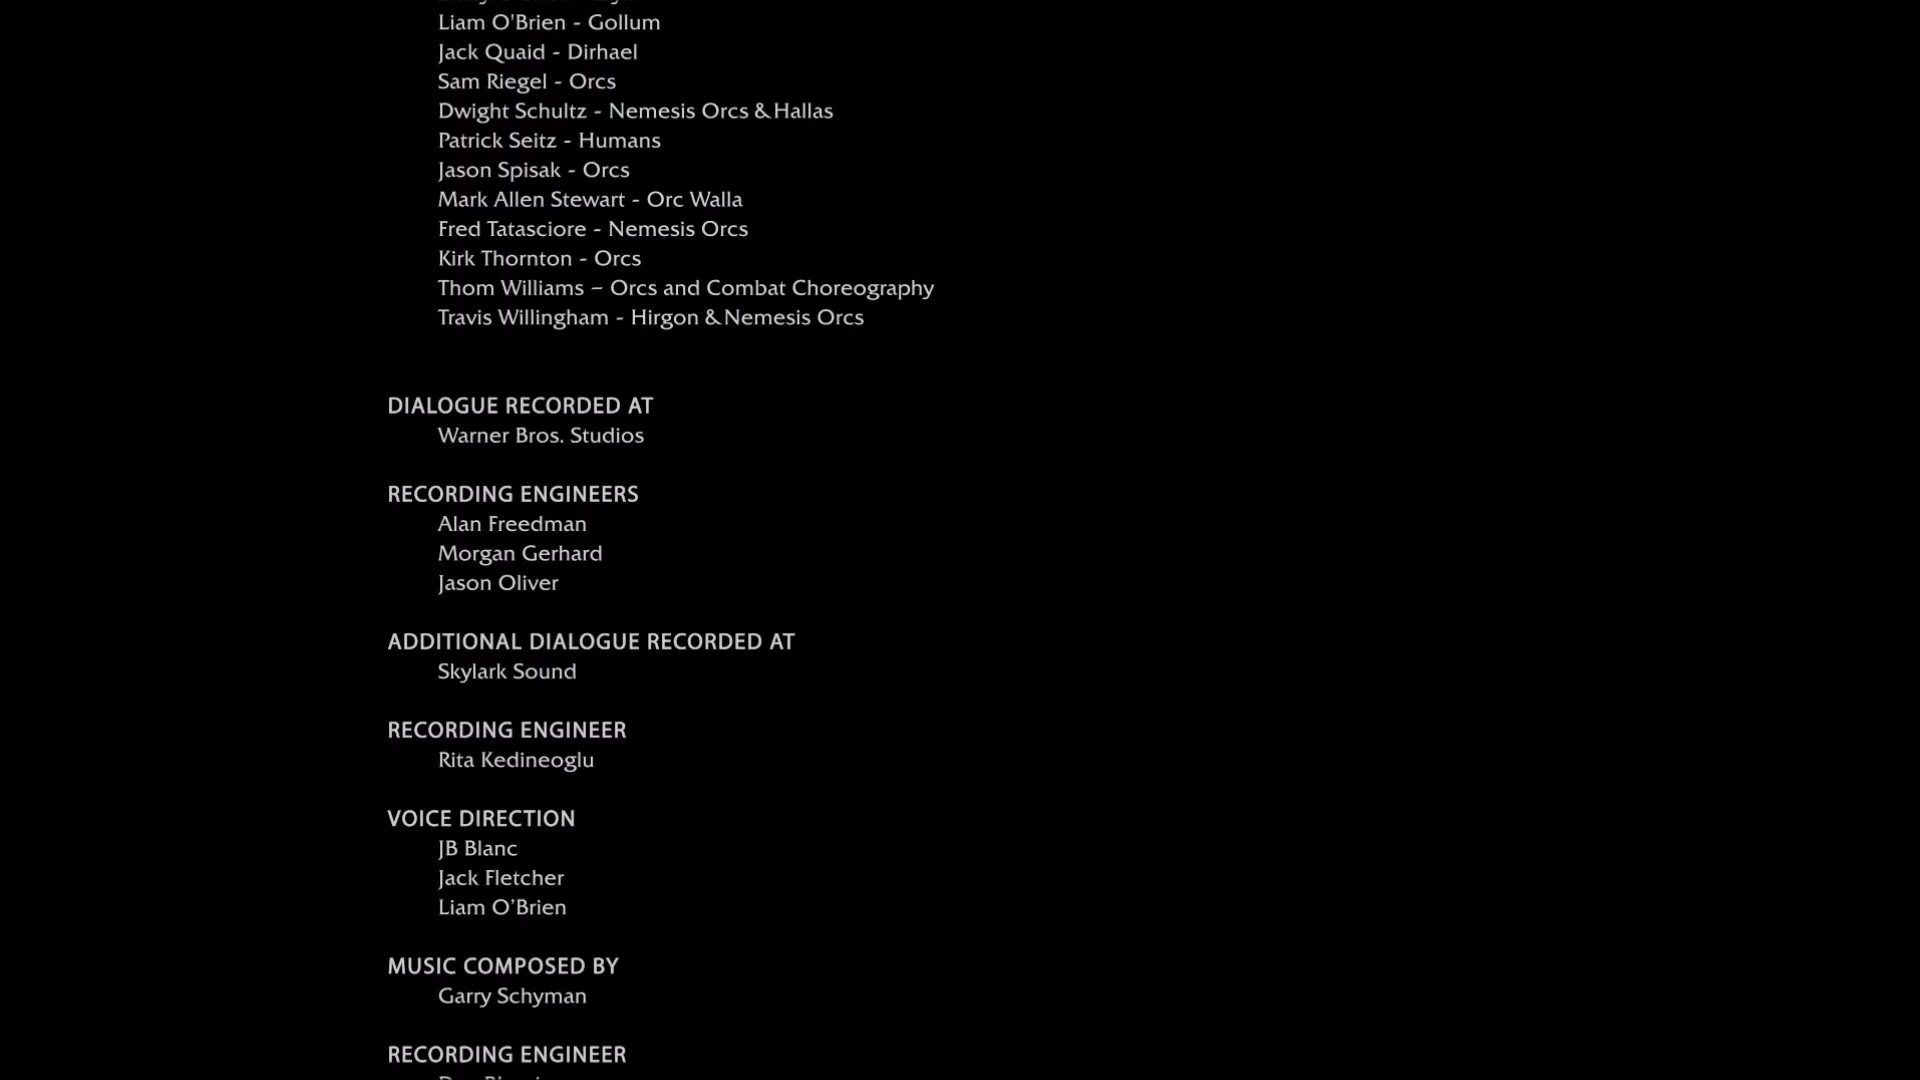 Liam O'Brien - Gollum
Jack Quaid - Dirhael
Sam Riegel - Orcs
Dwight Schultz - Nemesis Orcs & Hallas
Patrick Seitz - Humans
Jason Spisak - Orcs
Mark Allen Stewart - Orc Walla
Fred Tatasciore - Nemesis Orcs
Kirk Thornton - Orcs
Thom Williams – Orcs and Combat Choreography
Travis Willingham - Hirgon & Nemesis Orcs
DIALOGUE RECORDED AT
Warner Bros. Studios
RECORDING ENGINEERS
Alan Freedman
Morgan Gerhard
Jason Oliver
ADDITIONAL DIALOGUE RECORDED AT
Skylark Sound
RECORDING ENGINEER
Rita Kedineoglu
VOICE DIRECTION
JB Blanc
Jack Fletcher
Liam O’Brien
MUSIC COMPOSED BY
Garry Schyman
RECORDING ENGINEER